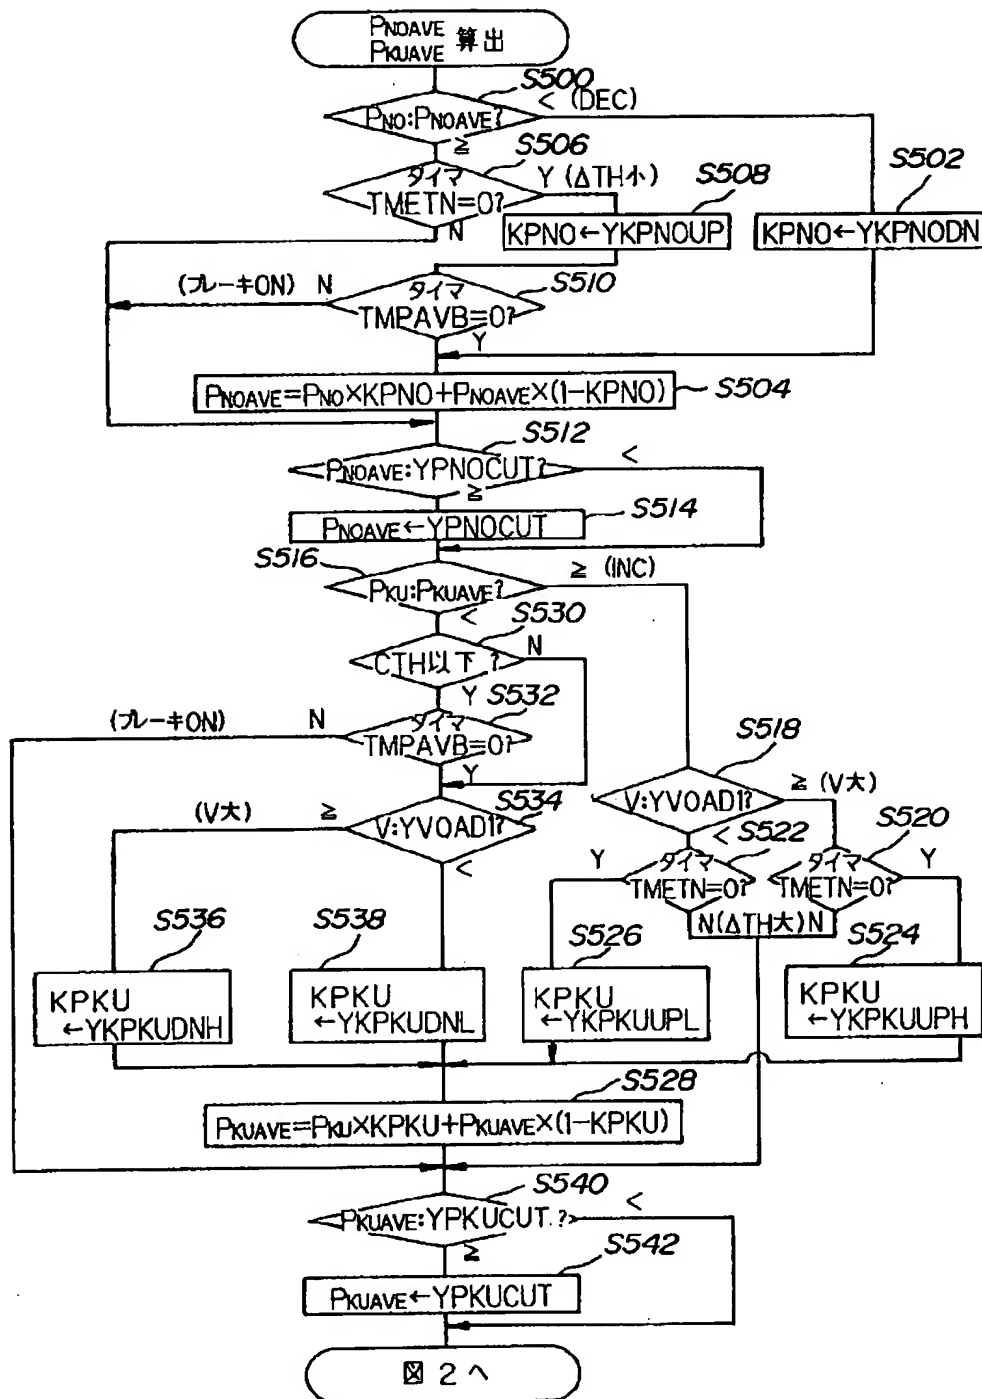 PNOAVE
PKUAVE 算出
S500
PNO:PNOAVE?
< (DEC)
≧
S506
タイマ
TMETN=0?
Y (ΔTH小)
N
S508
KPNO←YKPNOUP
S502
KPNO←YKPNODN
(ブレーキON) N
タイマ
TMPAVB=0?
S510
Y
PNOAVE=PNO×KPNO+PNOAVE×(1-KPNO)
S504
S512
PNOAVE:YPNOCUT?
<
≧
S514
PNOAVE←YPNOCUT
S516
PKU:PKUAVE?
≧ (INC)
<
S530
CTH以下?
N
Y
S532
(ブレーキON) N
タイマ
TMPAVB=0?
Y
S518
V:YVOAD1?
≧ (V大)
<
S534
(V大) ≧
V:YVOAD1?
<
S522
Y
タイマ
TMETN=0?
S520
タイマ
TMETN=0?
Y
N(ΔTH大)N
S536
KPKU
←YKPKUDNH
S538
KPKU
←YKPKUDNL
S526
KPKU
←YKPKUUPL
S524
KPKU
←YKPKUUPH
S528
PKUAVE=PKU×KPKU+PKUAVE×(1-KPKU)
S540
PKUAVE:YPKUCUT.?
<
≧
S542
PKUAVE←YPKUCUT
図2へ